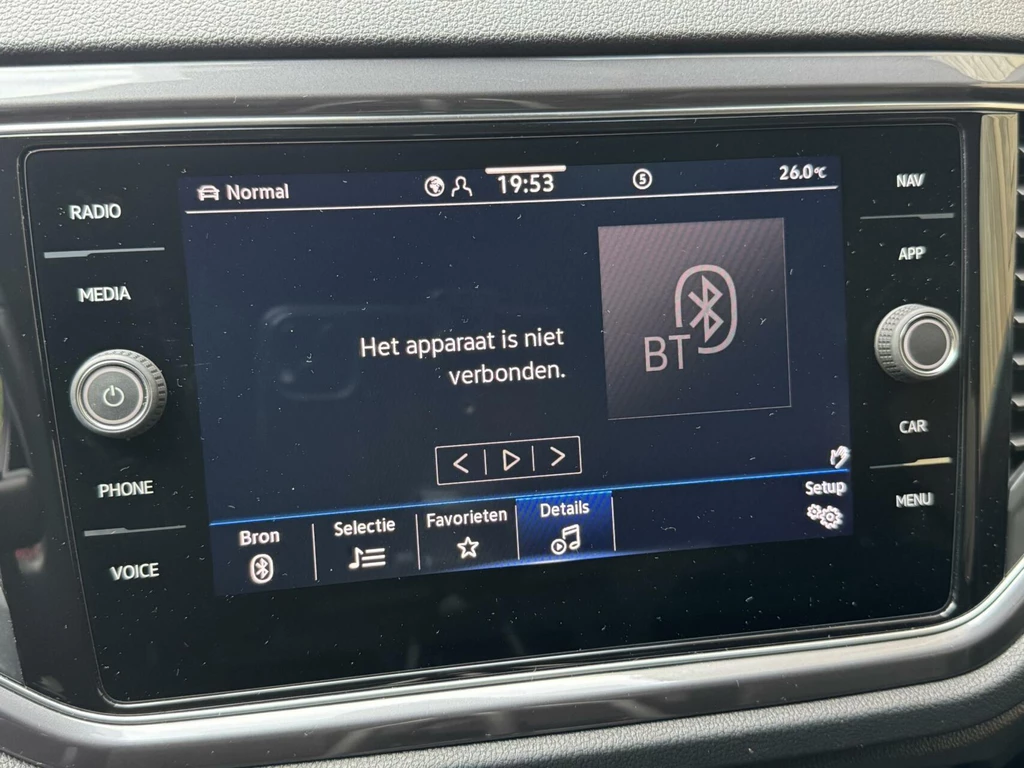 Normal
19:53
5
26.0°C
RADIO
MEDIA
PHONE
VOICE
Het apparaat is niet
verbonden.
BT
Bron
Selectie
Favorieten
Details
Setup
NAV
APP
CAR
MENU